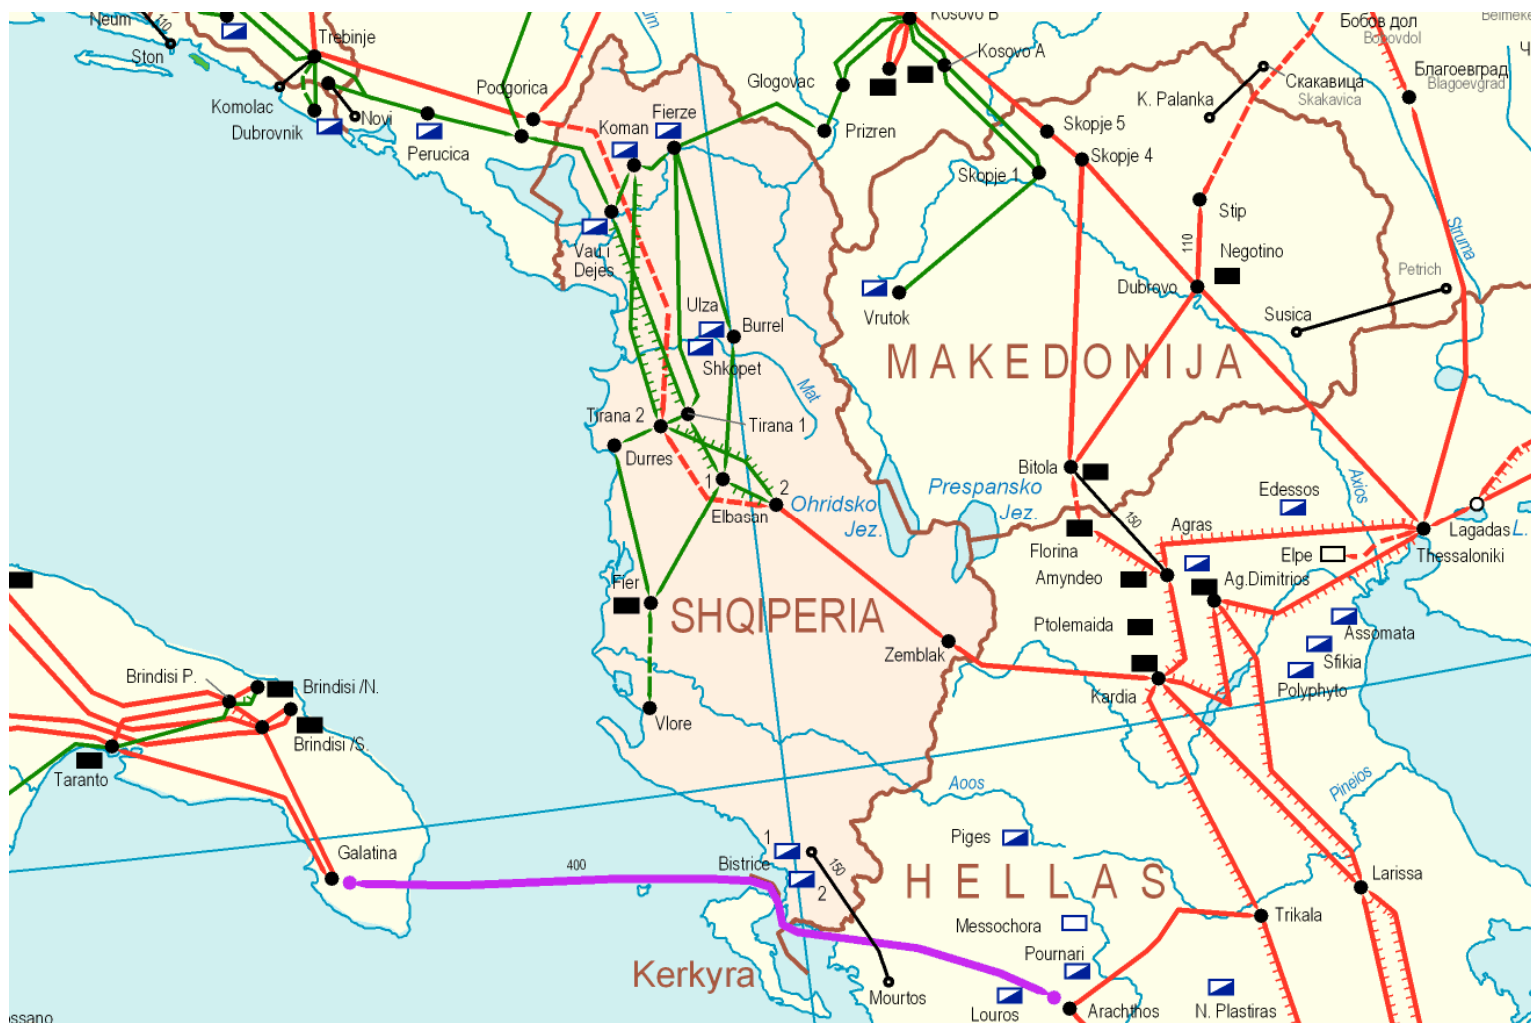 Neum
110
Ston
Trebinje
Komolac
Dubrovnik
Novi
Perucica
Podgorica
Koman
Fierze
Glogovac
Prizren
Kosovo B
Kosovo A
Skopje 5
Skopje 4
Skopje 1
K. Palanka
Бобов дол
Bobovdol
Скакавица
Skakavica
Благоевград
Blagoevgrad
Belmeke
Ч
Stip
110
Negotino
Dubrovo
Petrich
Struma
Susica
Vrutok
Vau i
Dejes
Ulza
Burrel
Shkopet
Mat
MAKEDONIJA
Tirana 2
Tirana 1
Durres
1
2
Elbasan
Ohridsko
Jez.
Prespansko
Jez.
Bitola
150
Axios
Edessos
Agras
Florina
Elpe
Lagadas
L.
Thessaloniki
Amyndeo
Ag.Dimitrios
Fier
SHQIPERIA
Ptolemaida
Assomata
Sfikia
Polyphyto
Zemblak
Kardia
Brindisi P.
Brindisi /N.
Brindisi /S.
Taranto
Vlore
Aoos
Pineios
Piges
Galatina
400
1
Bistrice
2
150
HELLAS
Larissa
Messochora
Trikala
Pournari
Kerkyra
Mourtos
Louros
Arachthos
N. Plastiras
ossano